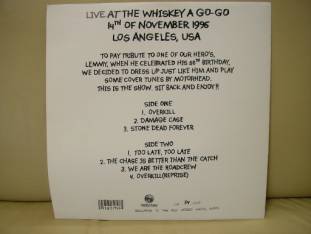 LIVE AT THE WHISKEY A GO-GO
14TH OF NOVEMBER 1995
LOS ANGELES, USA
TO PAY TRIBUTE TO ONE OF OUR HERO'S,
LEMMY, WHEN HE CELEBRATED HIS 50TH BIRTHDAY,
WE DECIDED TO DRESS UP JUST LIKE HIM AND PLAY
SOME COVER TUNES BY MOTORHEAD.
THIS IS THE SHOW. SIT BACK AND ENJOY!!
SIDE ONE
1. OVERKILL
2. DAMAGE CASE
3. STONE DEAD FOREVER
SIDE TWO
1. TOO LATE, TOO LATE
2. THE CHASE IS BETTER THAN THE CATCH
3. WE ARE THE ROADCREW
4. OVERKILL(REPRISE)